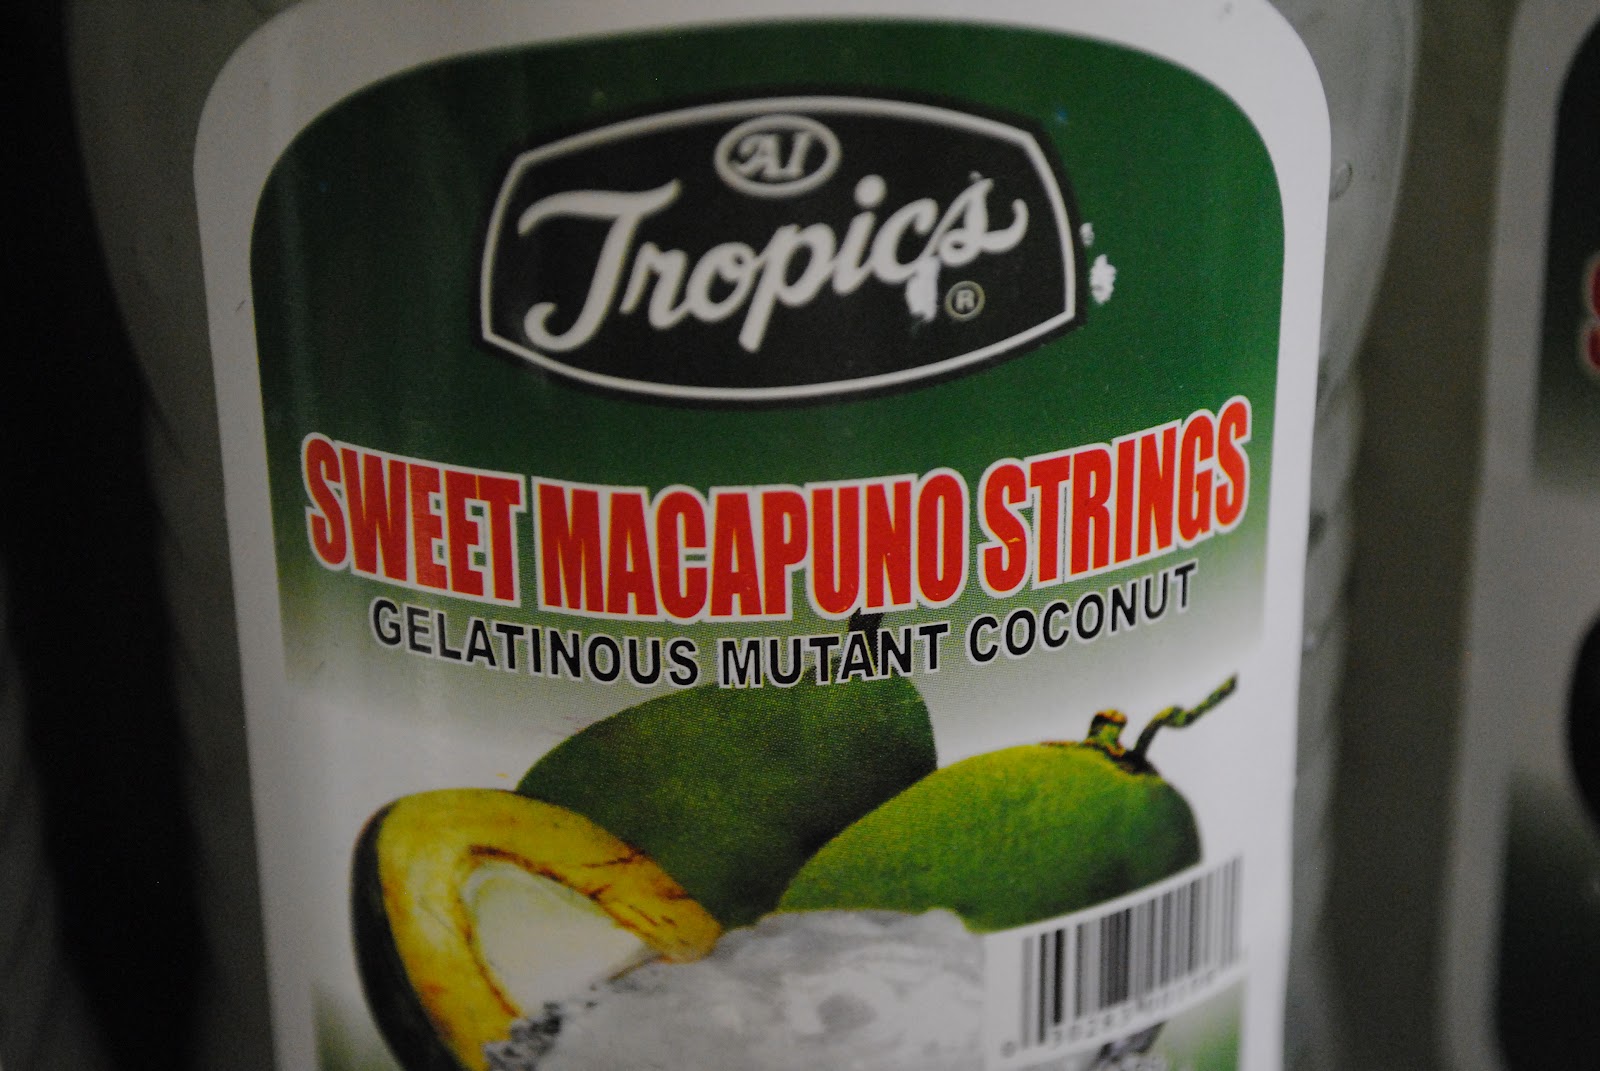 AI
Tropics
®
SWEET MACAPUNO STRINGS
GELATINOUS MUTANT COCONUT